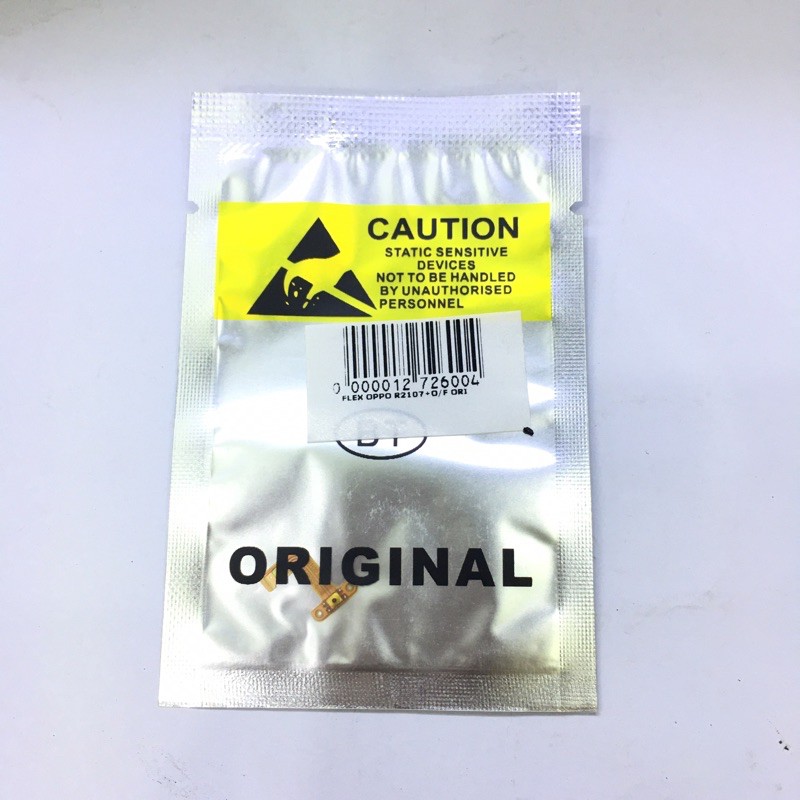 CAUTION
STATIC SENSITIVE
DEVICES
NOT TO BE HANDLED
BY UNAUTHORISED
PERSONNEL
0 000012 726004
FLEX OPPO R2107+O/F ORI
BT
ORIGINAL